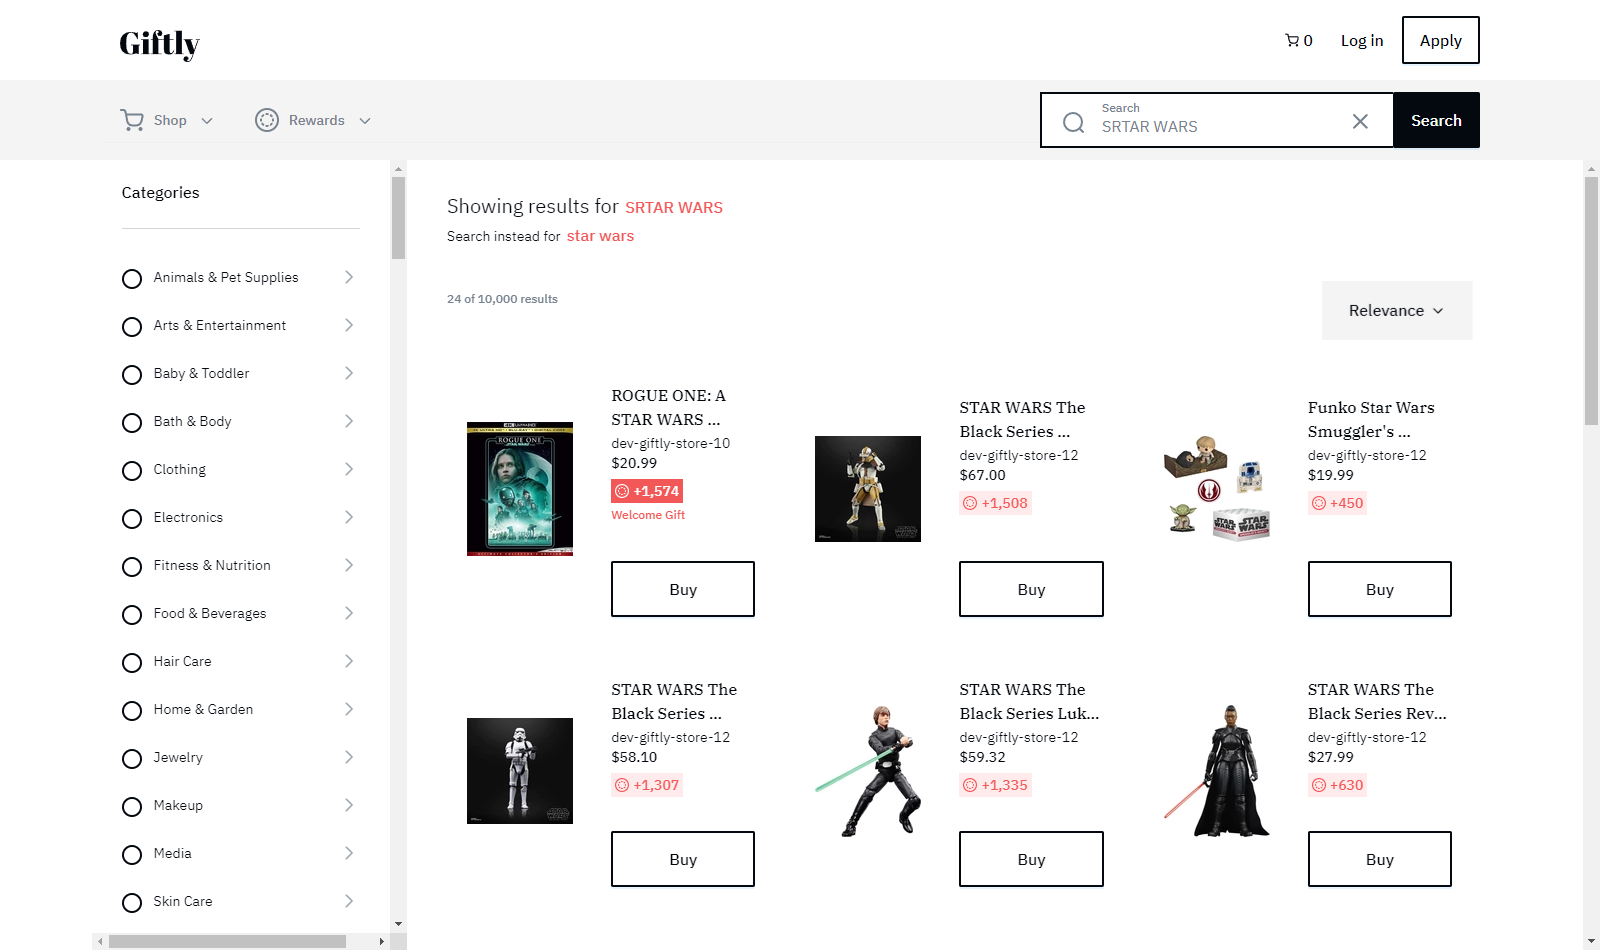 Giftly
0
Log in
Apply
Shop
Rewards
Search
SRTAR WARS
Search
Categories
Animals & Pet Supplies
Arts & Entertainment
Baby & Toddler
Bath & Body
Clothing
Electronics
Fitness & Nutrition
Food & Beverages
Hair Care
Home & Garden
Jewelry
Makeup
Media
Skin Care
Showing results for SRTAR WARS
Search instead for star wars
24 of 10,000 results
Relevance
ROGUE ONE
ROGUE ONE: A
STAR WARS ...
dev-giftly-store-10
$20.99
+1,574
Welcome Gift
Buy
STAR WARS The
Black Series ...
dev-giftly-store-12
$67.00
+1,508
Buy
STAR WARS
STAR WARS
Funko Star Wars
Smuggler's ...
dev-giftly-store-12
$19.99
+450
Buy
STAR WARS The
Black Series ...
dev-giftly-store-12
$58.10
+1,307
Buy
STAR WARS The
Black Series Luk...
dev-giftly-store-12
$59.32
+1,335
Buy
STAR WARS The
Black Series Rev...
dev-giftly-store-12
$27.99
+630
Buy